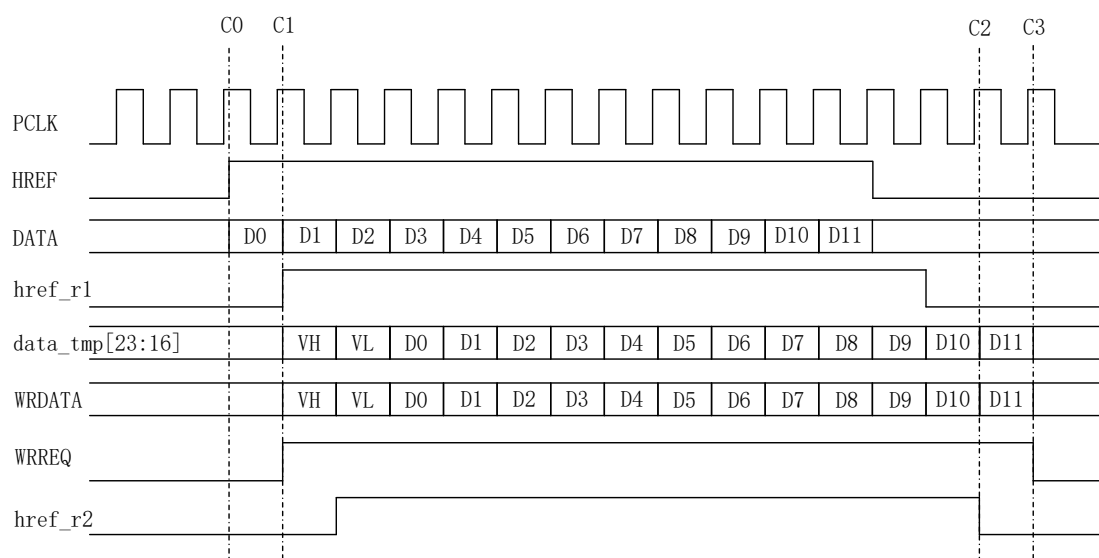 C0 C1 C2 C3
PCLK
HREF
DATA D0 D1 D2 D3 D4 D5 D6 D7 D8 D9 D10 D11
href_r1
data_tmp[23:16] VH VL D0 D1 D2 D3 D4 D5 D6 D7 D8 D9 D10 D11
WRDATA VH VL D0 D1 D2 D3 D4 D5 D6 D7 D8 D9 D10 D11
WRREQ
href_r2